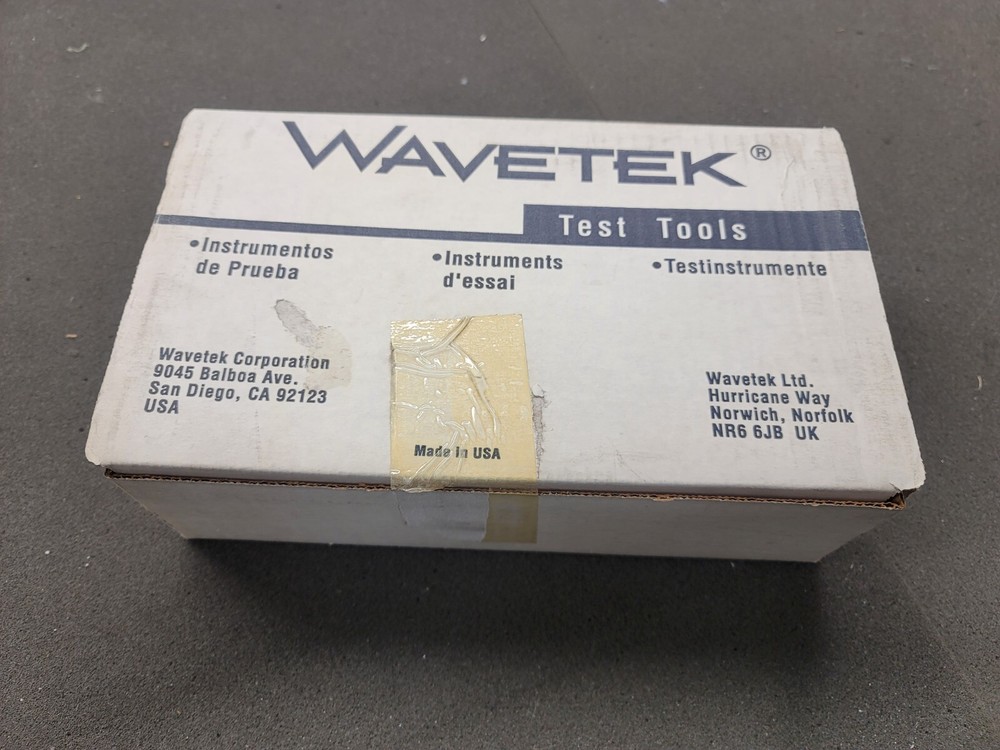 WAVETEK®
Test Tools
•Instrumentos
de Prueba
•Instruments
d'essai
•Testinstrumente
Wavetek Corporation
9045 Balboa Ave.
San Diego, CA 92123
USA
Wavetek Ltd.
Hurricane Way
Norwich, Norfolk
NR6 6JB UK
Made in USA